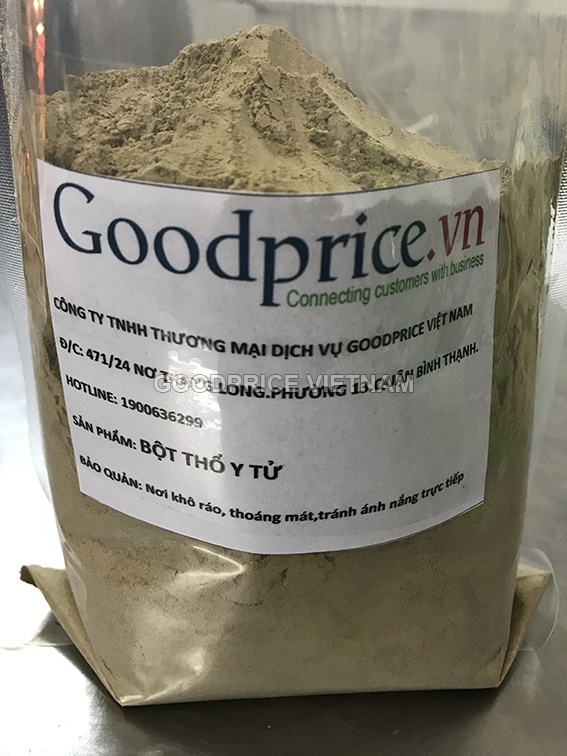 Goodprice.vn
Connecting customers with business
CÔNG TY TNHH THƯƠNG MẠI DỊCH VỤ GOODPRICE VIỆT NAM
Đ/C: 471/24 NƠ LONG.PHƯỜNG 13.QUẬN BÌNH THẠNH.
GOODPRICE VIETNAM
HOTLINE: 1900636299
SẢN PHẨM: BỘT THỔ Y TỬ
BẢO QUẢN: Nơi khô ráo, thoáng mát,tránh ánh nắng trực tiếp